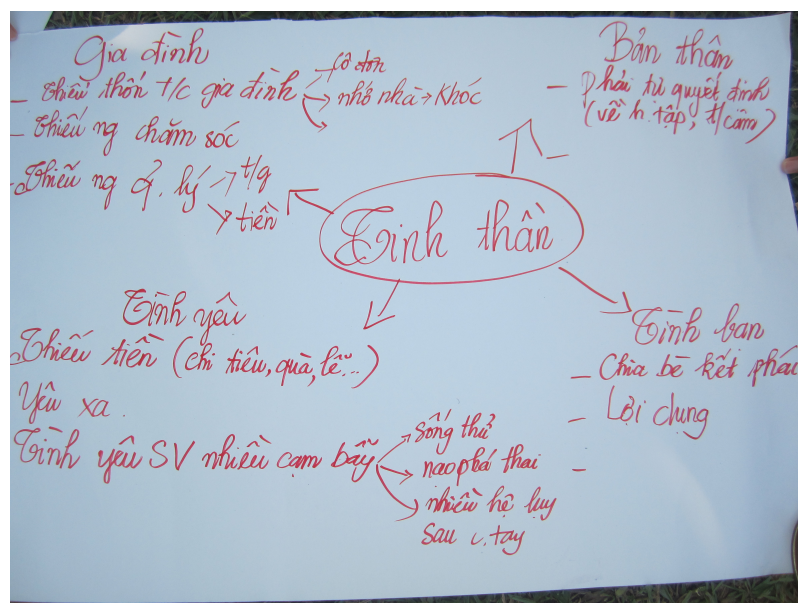 Gia đình
- Thiếu thốn t/c gia đình
Cô đơn
nhớ nhà → Khóc
- Thiếu ng chăm sóc
- Thiếu ng q. lý
t/g
tiền
Bản thân
- Phải tự quyết định
(về h. tập, t/cảm)
Tinh thần
Tình yêu
Thiếu tiền (chi tiêu, quà, lễ...)
Yêu xa
Tình yêu SV nhiều cạm bẫy
Sống thử
nạo phá thai
nhiều hệ lụy
sau c. tay
Tình bạn
- Chia bè kết phái
- Lợi dụng
-